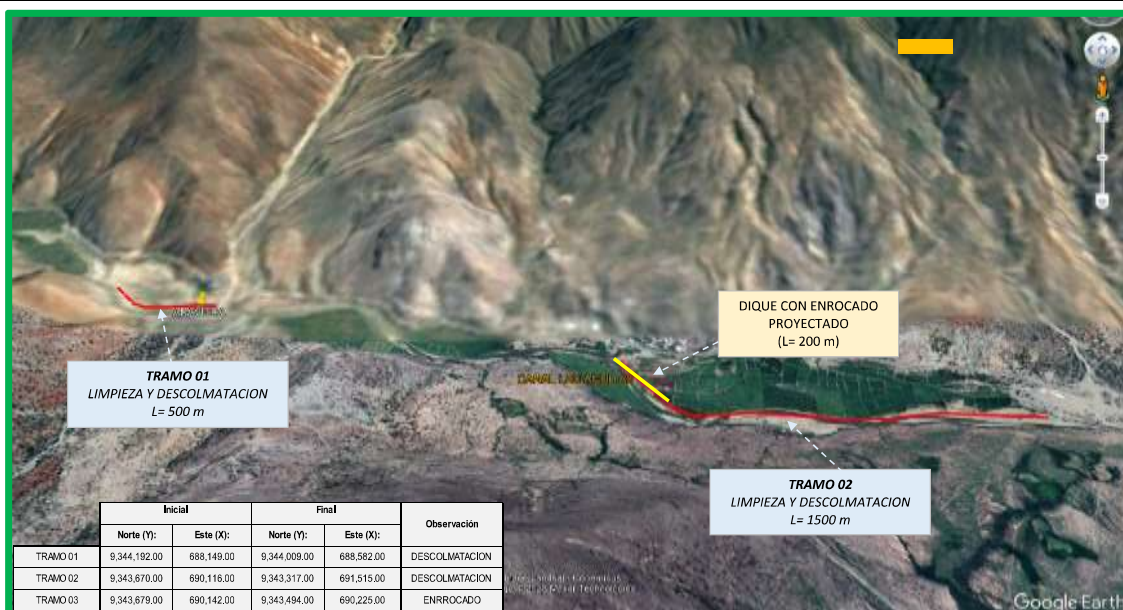 DIQUE CON ENROCADO
PROYECTADO
(L= 200 m)
TRAMO 01
LIMPIEZA Y DESCOLMATACION
L= 500 m
TRAMO 02
LIMPIEZA Y DESCOLMATACION
L= 1500 m
Inicial Final Observación
Norte (Y): Este (X): Norte (Y): Este (X):
TRAMO 01 9,344,192.00 688,149.00 9,344,009.00 688,582.00 DESCOLMATACION
TRAMO 02 9,343,670.00 690,116.00 9,343,317.00 691,515.00 DESCOLMATACION
TRAMO 03 9,343,679.00 690,142.00 9,343,494.00 690,225.00 ENRROCADO
CANAL
Google Earth